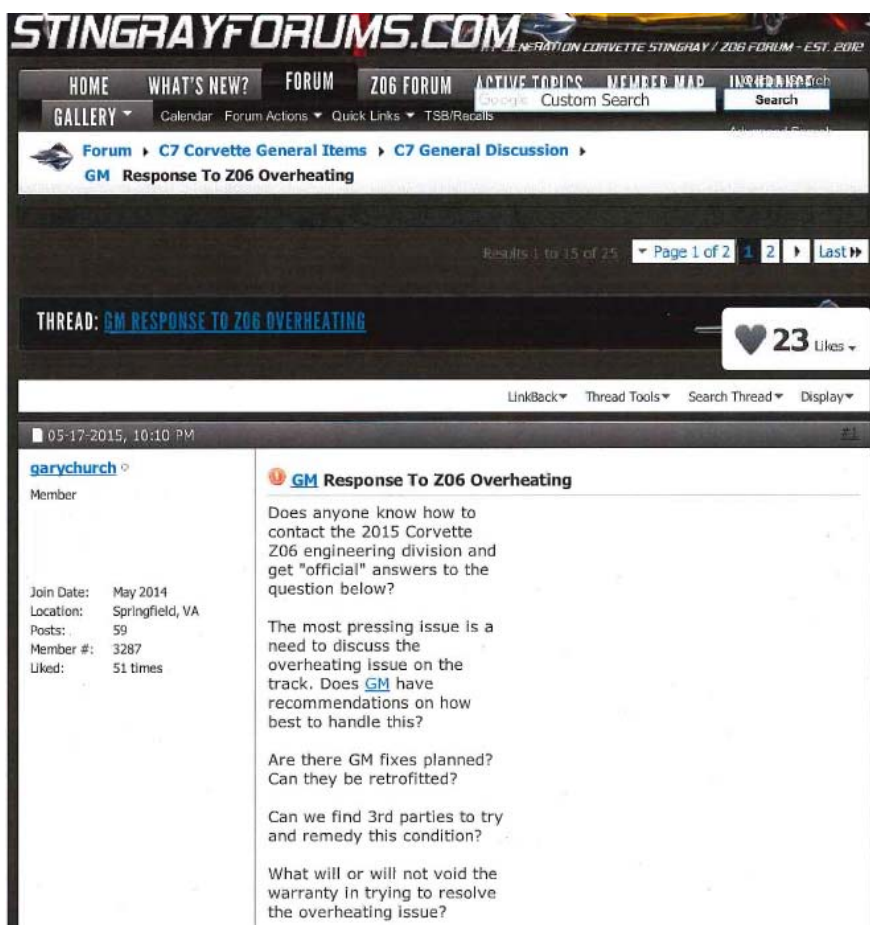 STINGRAYFORUMS.COM
GENERATION CORVETTE STINGRAY / Z06 FORUM - EST. 2012
HOME WHAT'S NEW? FORUM Z06 FORUM ACTIVE TOPICS MEMBER MAP INSURANCE
Google Custom Search Search
GALLERY Calendar Forum Actions Quick Links TSB/Recalls
Advanced Search
Forum C7 Corvette General Items C7 General Discussion
GM Response To Z06 Overheating
Results 1 to 15 of 25 Page 1 of 2 1 2 Last
THREAD: GM RESPONSE TO Z06 OVERHEATING
23 Likes
LinkBack Thread Tools Search Thread Display
05-17-2015, 10:10 PM #1
garychurch
Member
Join Date: May 2014
Location: Springfield, VA
Posts: 59
Member #: 3287
Liked: 51 times
GM Response To Z06 Overheating
Does anyone know how to
contact the 2015 Corvette
Z06 engineering division and
get "official" answers to the
question below?
The most pressing issue is a
need to discuss the
overheating issue on the
track. Does GM have
recommendations on how
best to handle this?
Are there GM fixes planned?
Can they be retrofitted?
Can we find 3rd parties to try
and remedy this condition?
What will or will not void the
warranty in trying to resolve
the overheating issue?